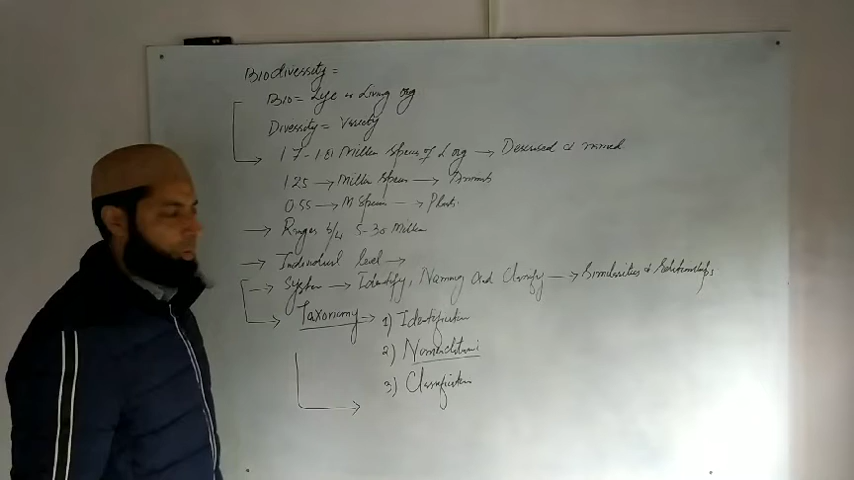 Biodiversity =
Bio = Life or Living org
Diversity = Variety
1.7-1.8 Million species of L org → Described & named
1.25 → Million species → Animals
0.55 → M Species → Plants.
→ Ranges b/w 5-30 Million
→ Individual level →
→ System → Identify, Naming and Classify → Similarities & Relationships
→ Taxonomy → 1) Identification
2) Nomenclature
3) Classification